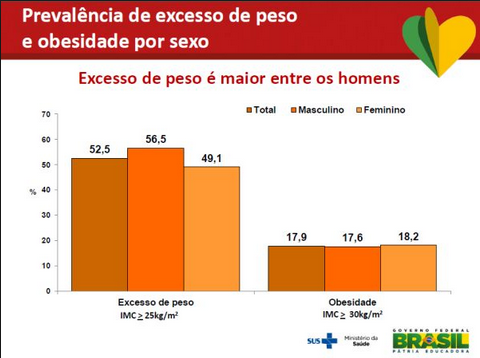 Prevalência de excesso de peso
e obesidade por sexo
Excesso de peso é maior entre os homens
Total Masculino Feminino
70
60
50
40
30
20
10
0
%
52,5
56,5
49,1
17,9
17,6
18,2
Excesso de peso
IMC ≥ 25kg/m²
Obesidade
IMC ≥ 30kg/m²
SUS
Ministério da
Saúde
GOVERNO FEDERAL
BRASIL
PÁTRIA EDUCADORA